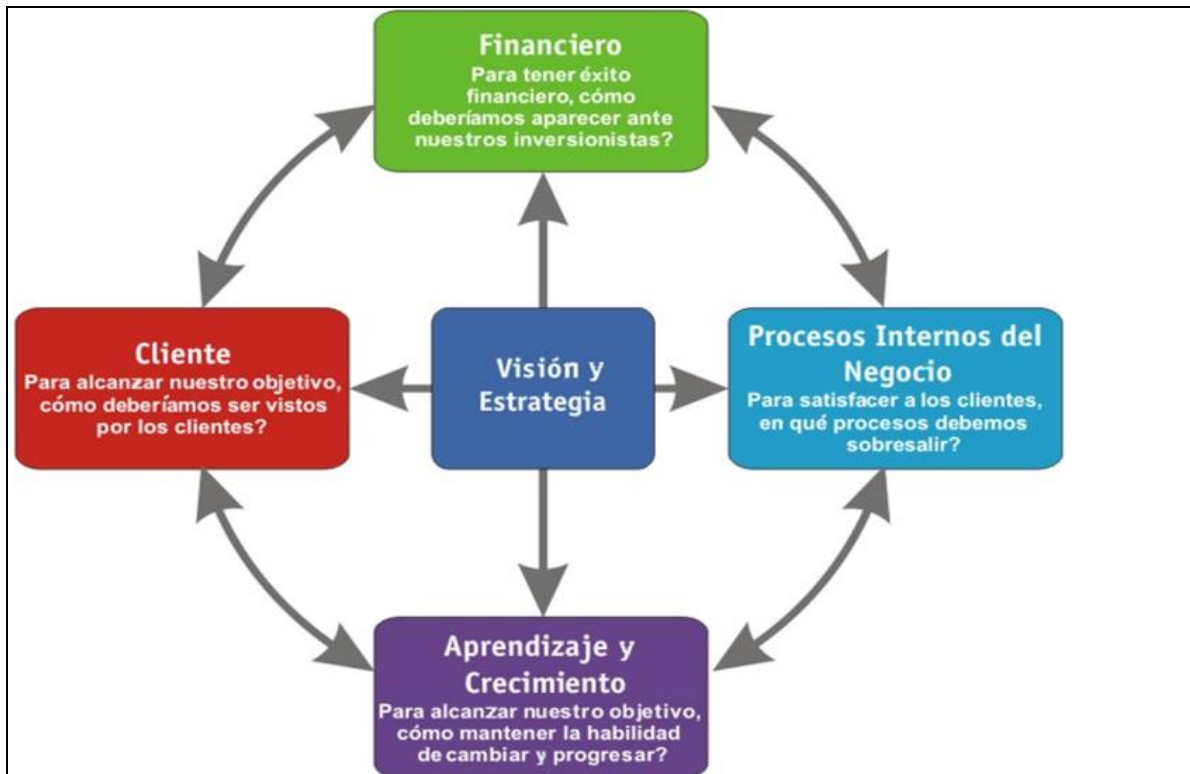 Financiero
Para tener éxito
financiero, cómo
deberíamos aparecer ante
nuestros inversionistas?
Cliente
Para alcanzar nuestro objetivo,
cómo deberíamos ser vistos
por los clientes?
Visión y
Estrategia
Procesos Internos del
Negocio
Para satisfacer a los clientes,
en qué procesos debemos
sobresalir?
Aprendizaje y
Crecimiento
Para alcanzar nuestro objetivo,
cómo mantener la habilidad
de cambiar y progresar?